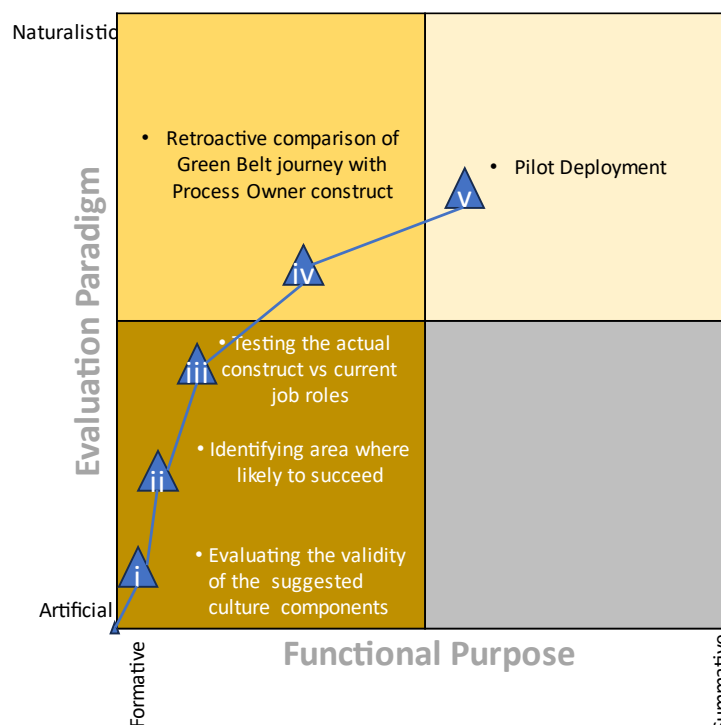 Naturalistic
• Retroactive comparison of
Green Belt journey with
Process Owner construct
• Pilot Deployment
v
iv
Evaluation Paradigm
iii
• Testing the actual
construct vs current
job roles
ii
• Identifying area where
likely to succeed
i
• Evaluating the validity
of the suggested
culture components
Artificial
Formative
Functional Purpose
Summative